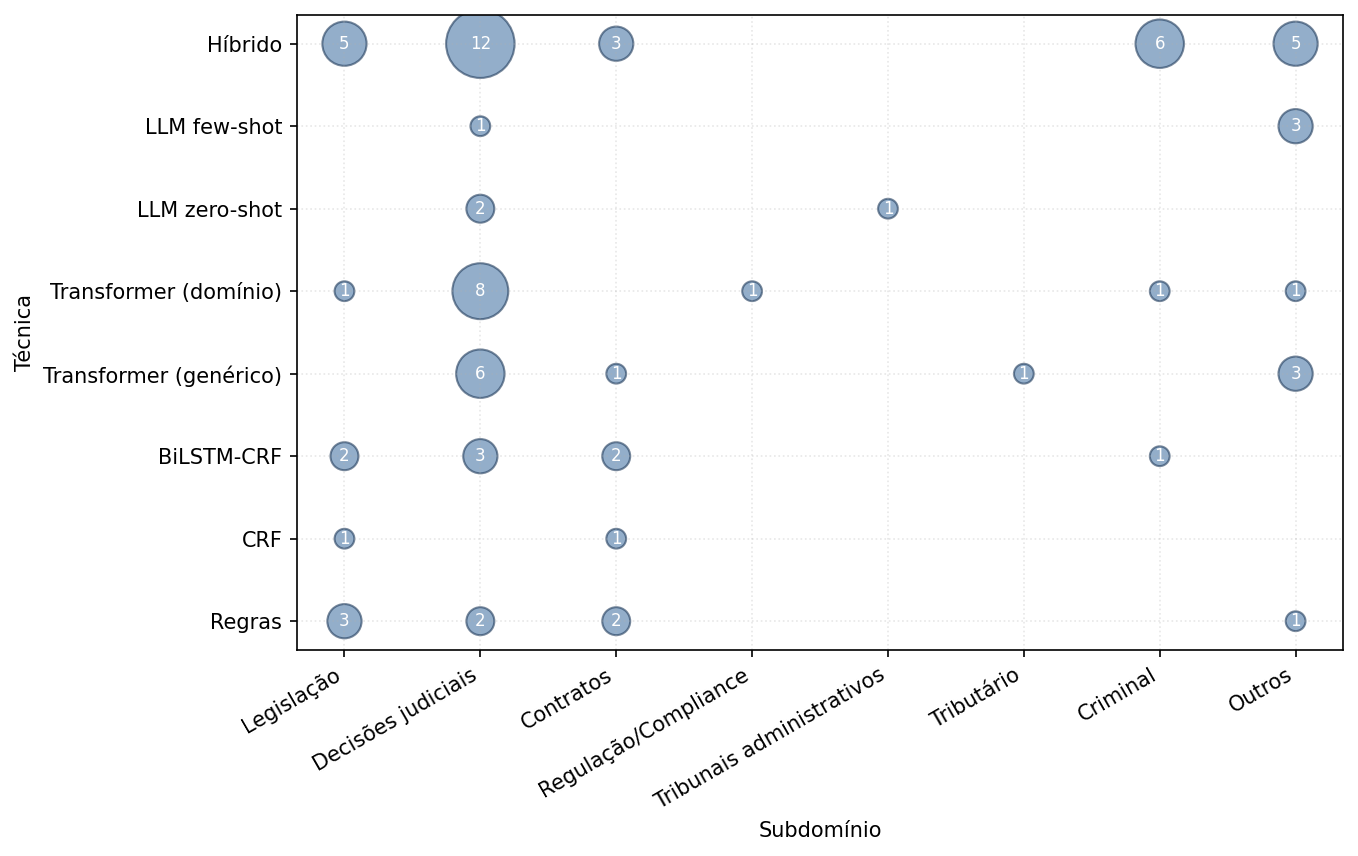 Híbrido 5 12 3 6 5
LLM few-shot 1 3
LLM zero-shot 2 1
Transformer (domínio) 1 8 1 1 1
Transformer (genérico) 6 1 1 3
BiLSTM-CRF 2 3 2 1
CRF 1 1
Regras 3 2 2 1
Técnica
Legislação
Decisões judiciais
Contratos
Regulação/Compliance
Tribunais administrativos
Tributário
Criminal
Outros
Subdomínio